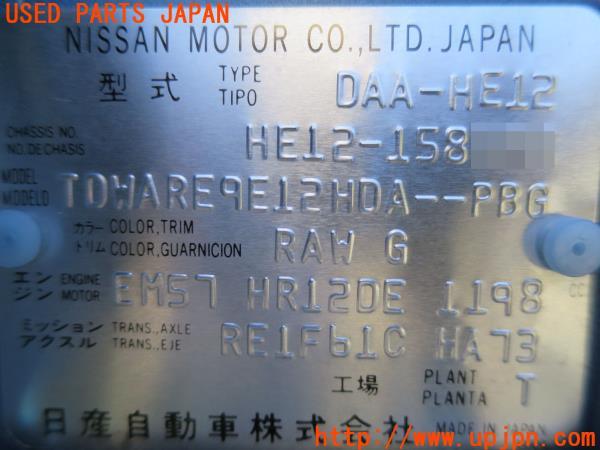 USED PARTS JAPAN
NISSAN MOTOR CO.,LTD. JAPAN
型式 TYPE TIPO DAA-HE12
CHASSIS NO. NO. DE CHASIS HE12-158
MODEL MODELO TDWARE9E12HDA--PBG
カラー COLOR, TRIM
トリム COLOR, GUARNICION RAW G
エンジン ENGINE MOTOR EM57 HR12DE 1198 CC
ミッション TRANS., AXLE
アクスル TRANS., EJE RE1F61C HA73
工場 PLANT PLANTA T
日産自動車株式会社 MADE IN JAPAN
http://www.upjpn.com/